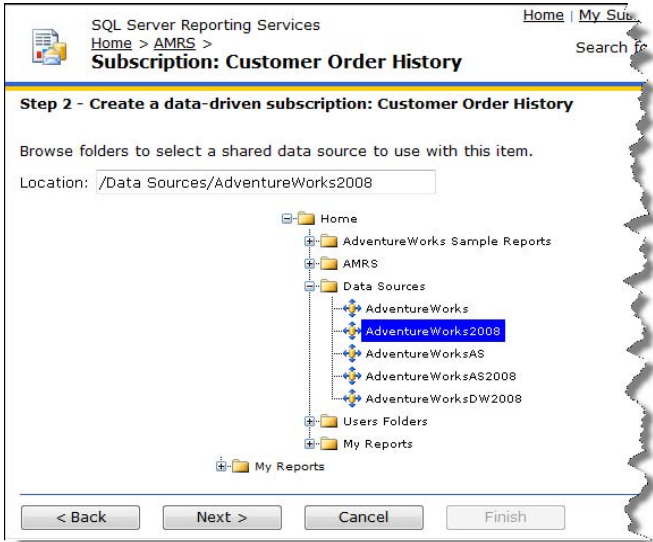 SQL Server Reporting Services
Home | My
Home > AMRS >
Search
Subscription: Customer Order History
Step 2 - Create a data-driven subscription: Customer Order History
Browse folders to select a shared data source to use with this item.
Location: /Data Sources/AdventureWorks2008
Home
AdventureWorks Sample Reports
AMRS
Data Sources
AdventureWorks
AdventureWorks2008
AdventureWorksAS
AdventureWorksAS2008
AdventureWorksDW2008
Users Folders
My Reports
My Reports
< Back Next > Cancel Finish